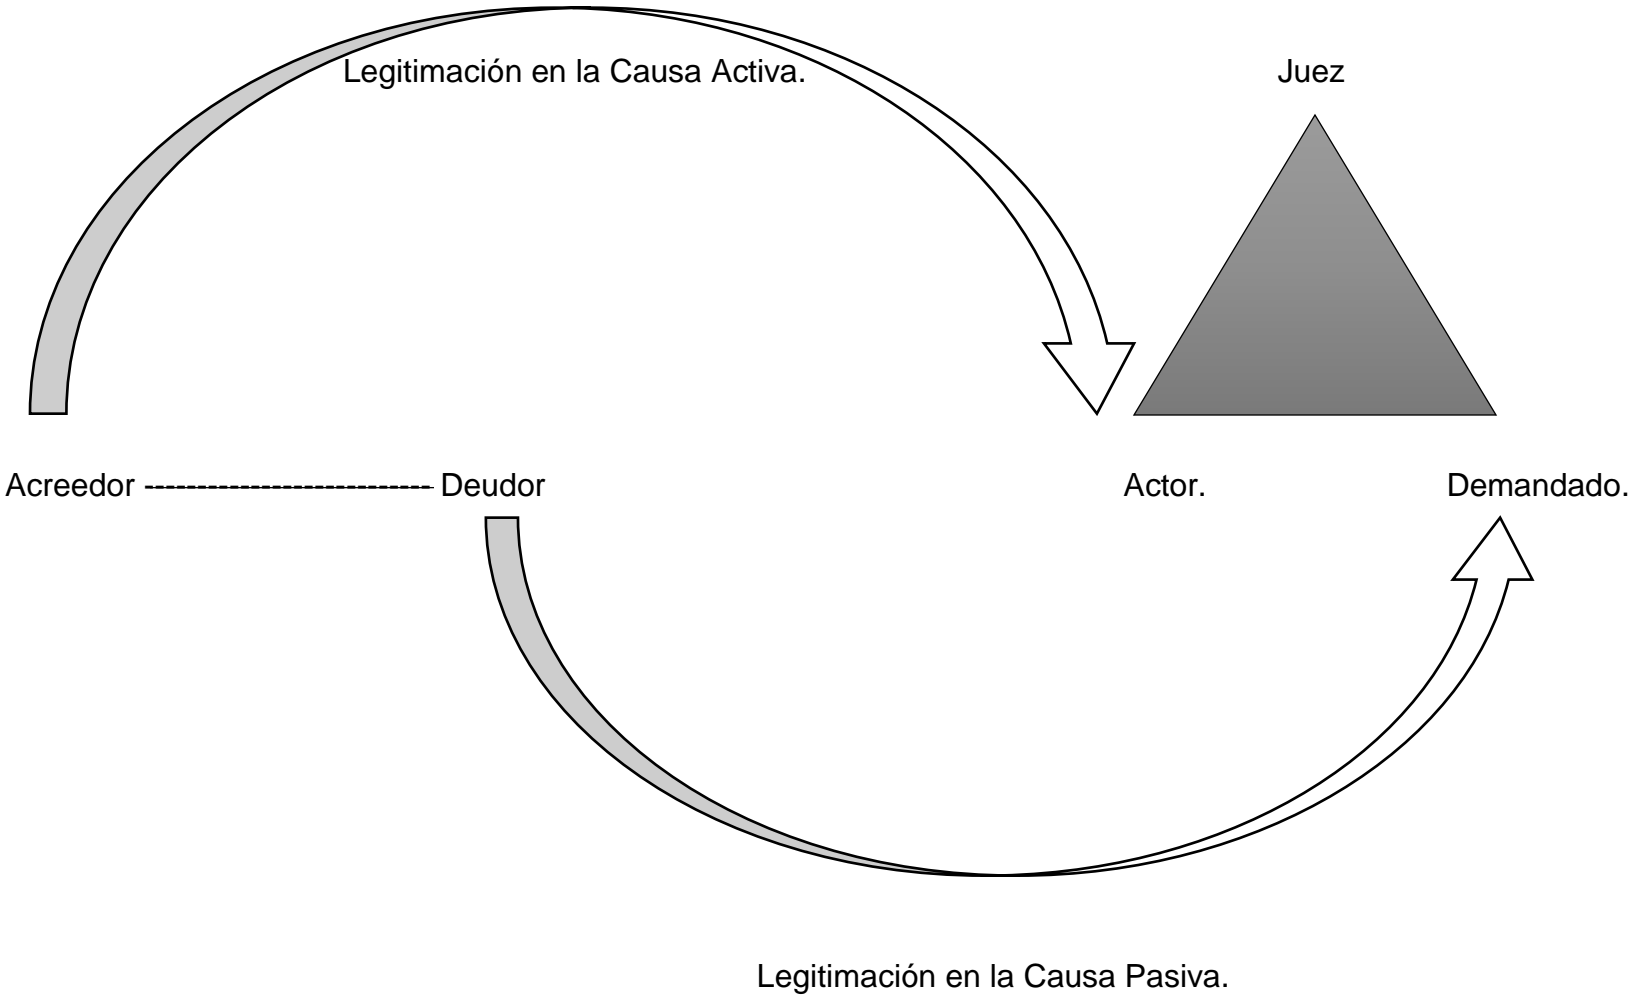 Legitimación en la Causa Activa.
Juez
Acreedor
Deudor
Actor.
Demandado.
Legitimación en la Causa Pasiva.